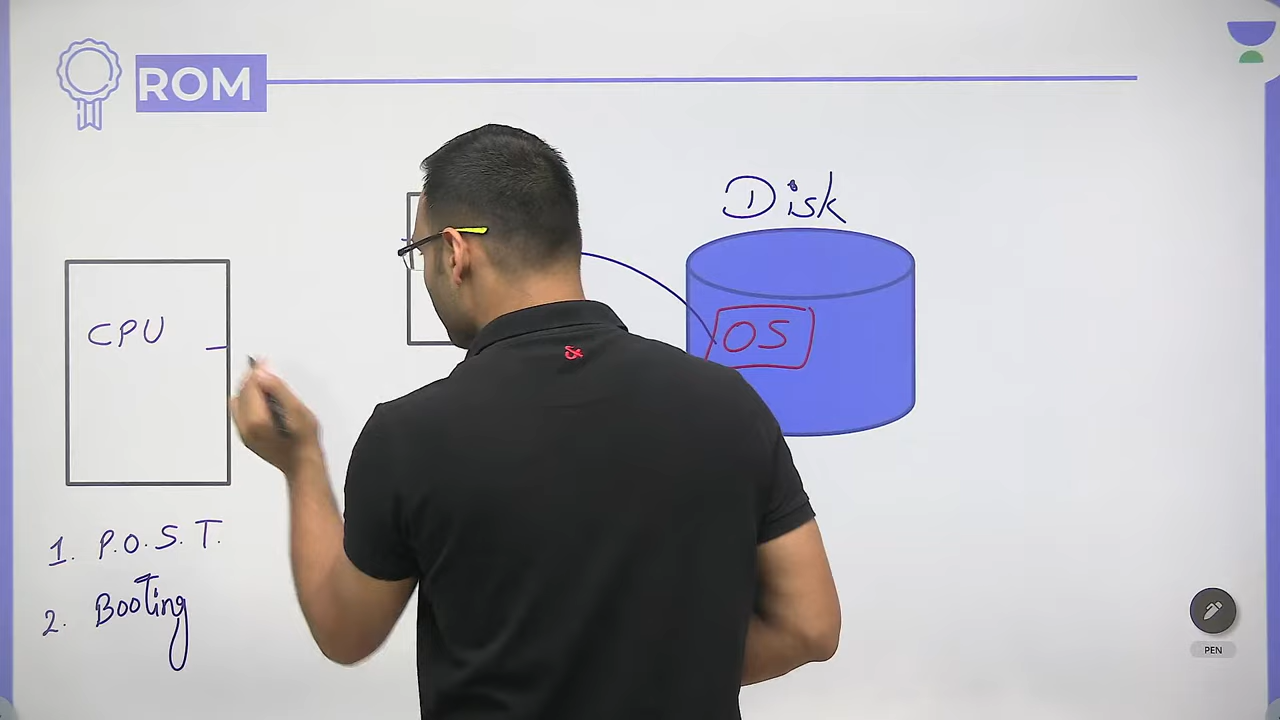 ROM
Disk
CPU
OS
1. P.O.S.T.
2. Booting
PEN